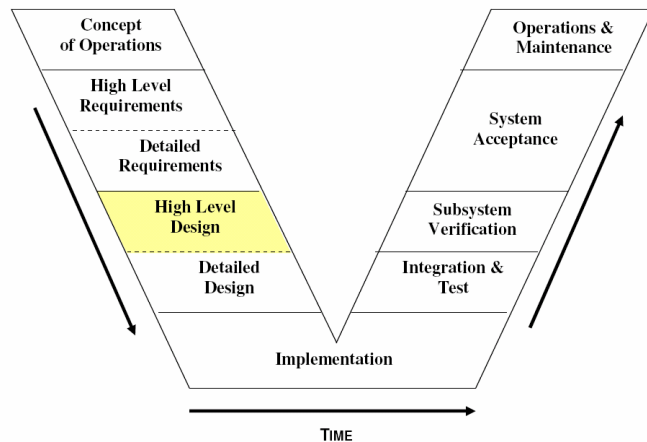 Concept
of Operations
High Level
Requirements
Detailed
Requirements
High Level
Design
Detailed
Design
Implementation
Integration &
Test
Subsystem
Verification
System
Acceptance
Operations &
Maintenance
TIME